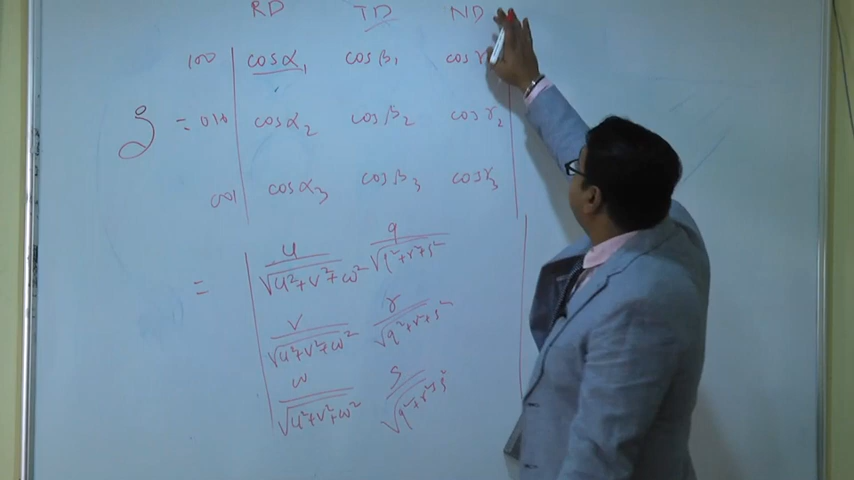 RD TD ND
100 cosα₁ cosβ₁ cosγ
g = 010 cosα₂ cosβ₂ cosγ₂
001 cosα₃ cosβ₃ cosγ₃
= u/√u²+v²+w² q/√q²+r²+s²
v/√u²+v²+w² r/√q²+r²+s²
w/√u²+v²+w² s/√q²+r²+s²